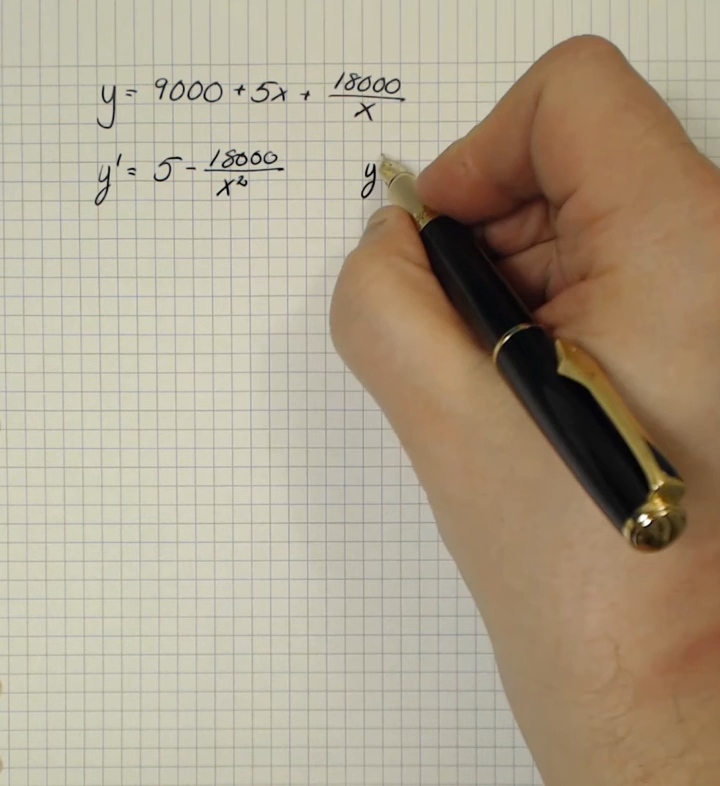 y = 9000 + 5x + 18000/x
y' = 5 - 18000/x² y